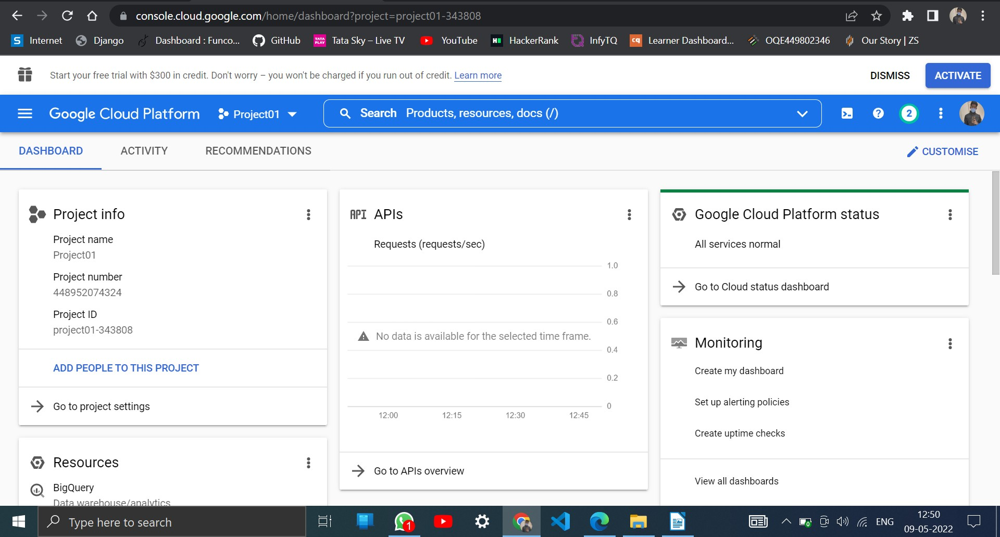 console.cloud.google.com/home/dashboard?project=project01-343808
S Internet Django Dashboard : Funco... GitHub TATA PLAY Tata Sky – Live TV YouTube H HackerRank InfyTQ cq Learner Dashboard... OQE449802346 Our Story | ZS
Start your free trial with $300 in credit. Don't worry – you won't be charged if you run out of credit. Learn more
DISMISS
ACTIVATE
Google Cloud Platform
Project01
Search Products, resources, docs (/)
2
DASHBOARD
ACTIVITY
RECOMMENDATIONS
CUSTOMISE
Project info
Project name
Project01
Project number
448952074324
Project ID
project01-343808
ADD PEOPLE TO THIS PROJECT
Go to project settings
Resources
BigQuery
Data warehouse/analytics
API APIs
Requests (requests/sec)
1.0
0.8
0.6
No data is available for the selected time frame.
0.4
0.2
0
12:00 12:15 12:30 12:45
Go to APIs overview
Google Cloud Platform status
All services normal
Go to Cloud status dashboard
Monitoring
Create my dashboard
Set up alerting policies
Create uptime checks
View all dashboards
Type here to search
1
ENG
12:50
09-05-2022